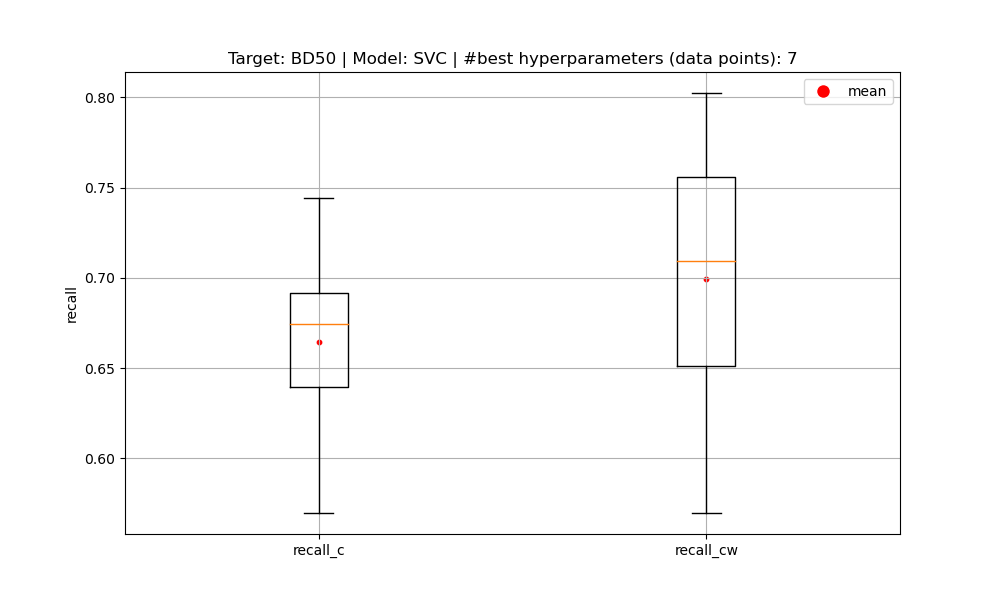 Target: BD50 | Model: SVC | #best hyperparameters (data points): 7
mean
0.80
0.75
0.70
0.65
0.60
recall
recall_c
recall_cw